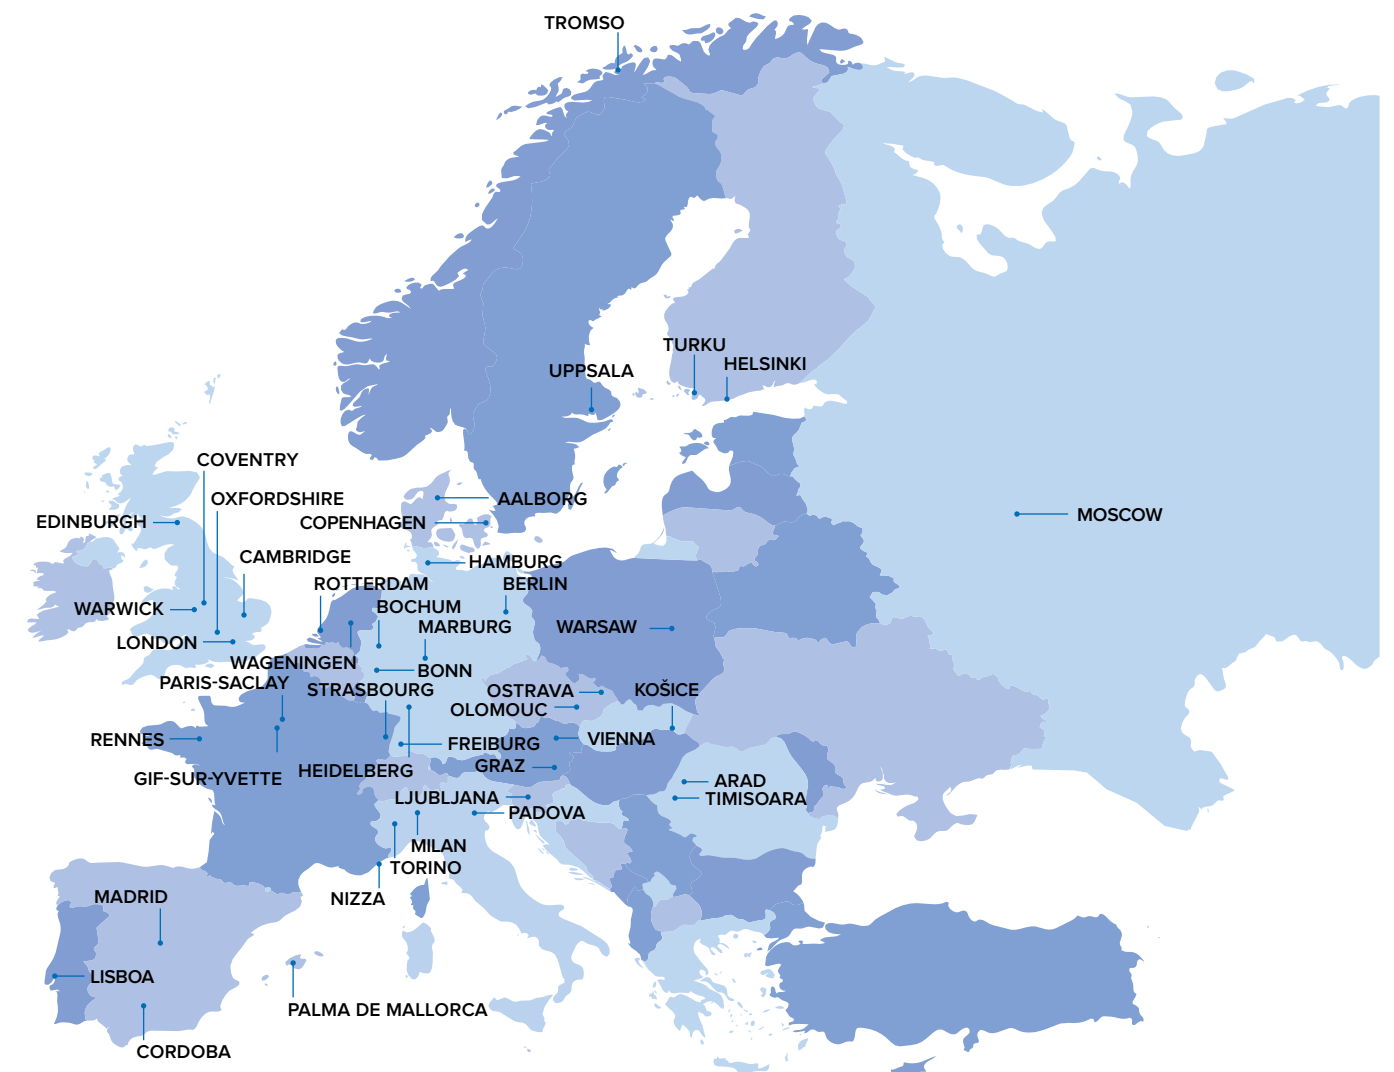 TROMSO
TURKU
HELSINKI
UPPSALA
COVENTRY
OXFORDSHIRE
AALBORG
EDINBURGH
COPENHAGEN
MOSCOW
CAMBRIDGE
HAMBURG
ROTTERDAM
BERLIN
WARWICK
BOCHUM
MARBURG
WARSAW
LONDON
WAGENINGEN
BONN
PARIS-SACLAY
STRASBOURG
OSTRAVA
KOŠICE
OLOMOUC
RENNES
FREIBURG
VIENNA
GIF-SUR-YVETTE
HEIDELBERG
GRAZ
ARAD
LJUBLJANA
TIMISOARA
PADOVA
MILAN
TORINO
NIZZA
MADRID
LISBOA
PALMA DE MALLORCA
CORDOBA